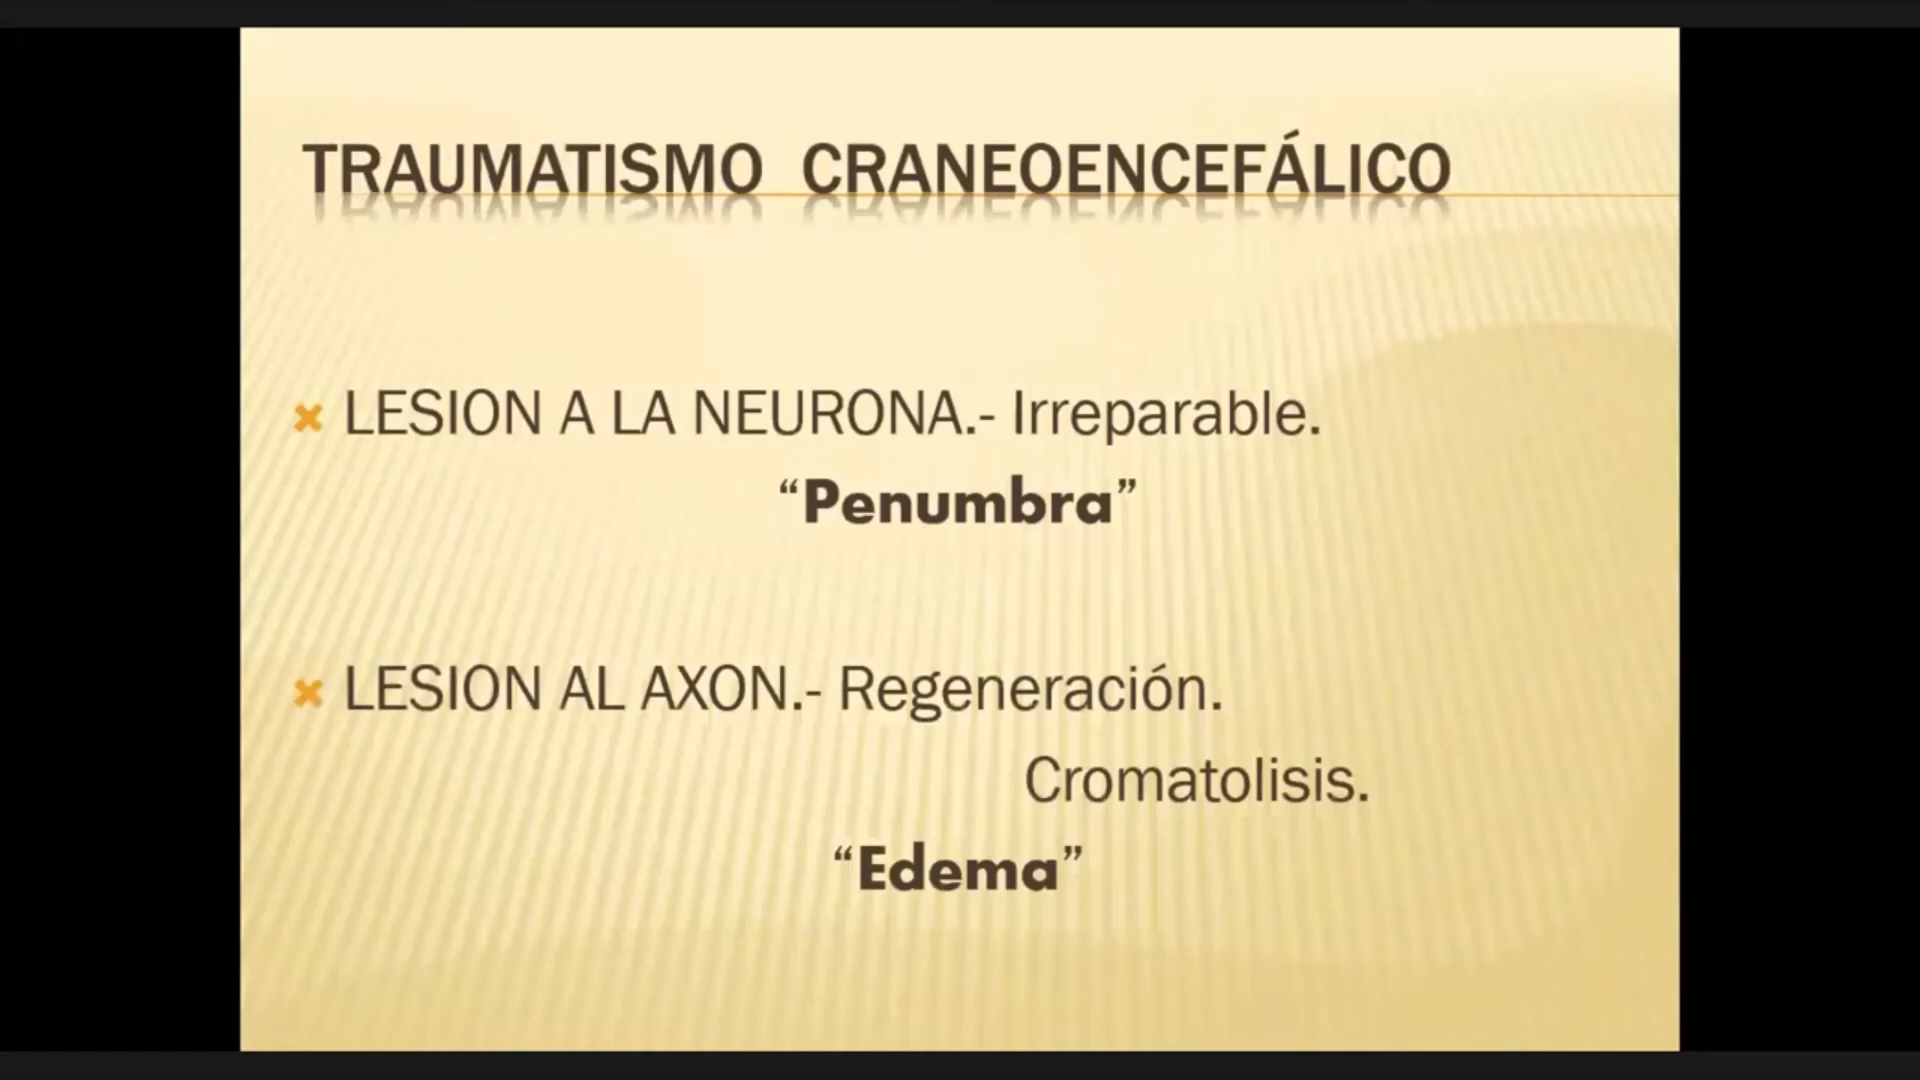 TRAUMATISMO CRANEOENCEFÁLICO
LESION A LA NEURONA.- Irreparable.
“Penumbra”
LESION AL AXON.- Regeneración.
Cromatolisis.
“Edema”